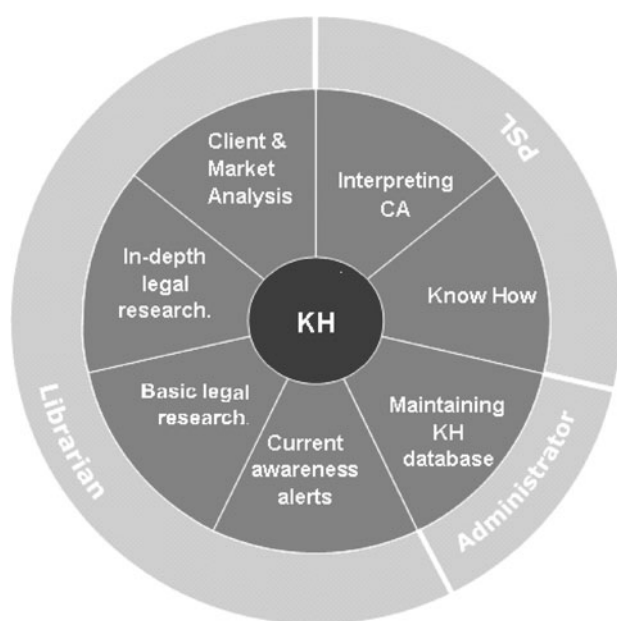 PSL
Client &
Market
Analysis
Interpreting
CA
In-depth
legal
research.
KH
Know How
Basic legal
research.
Maintaining
KH
database
Current
awareness
alerts
Librarian
Administrator